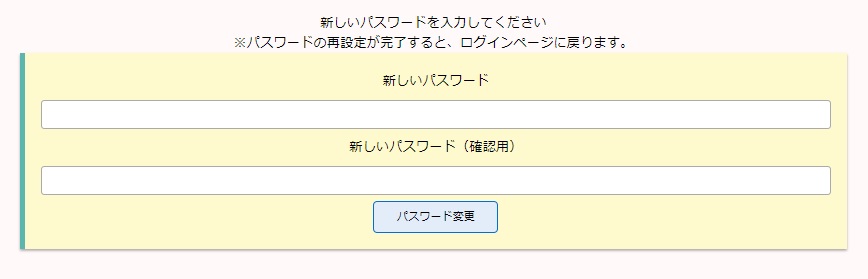 新しいパスワードを入力してください
※パスワードの再設定が完了すると、ログインページに戻ります。
新しいパスワード
新しいパスワード（確認用）
パスワード変更